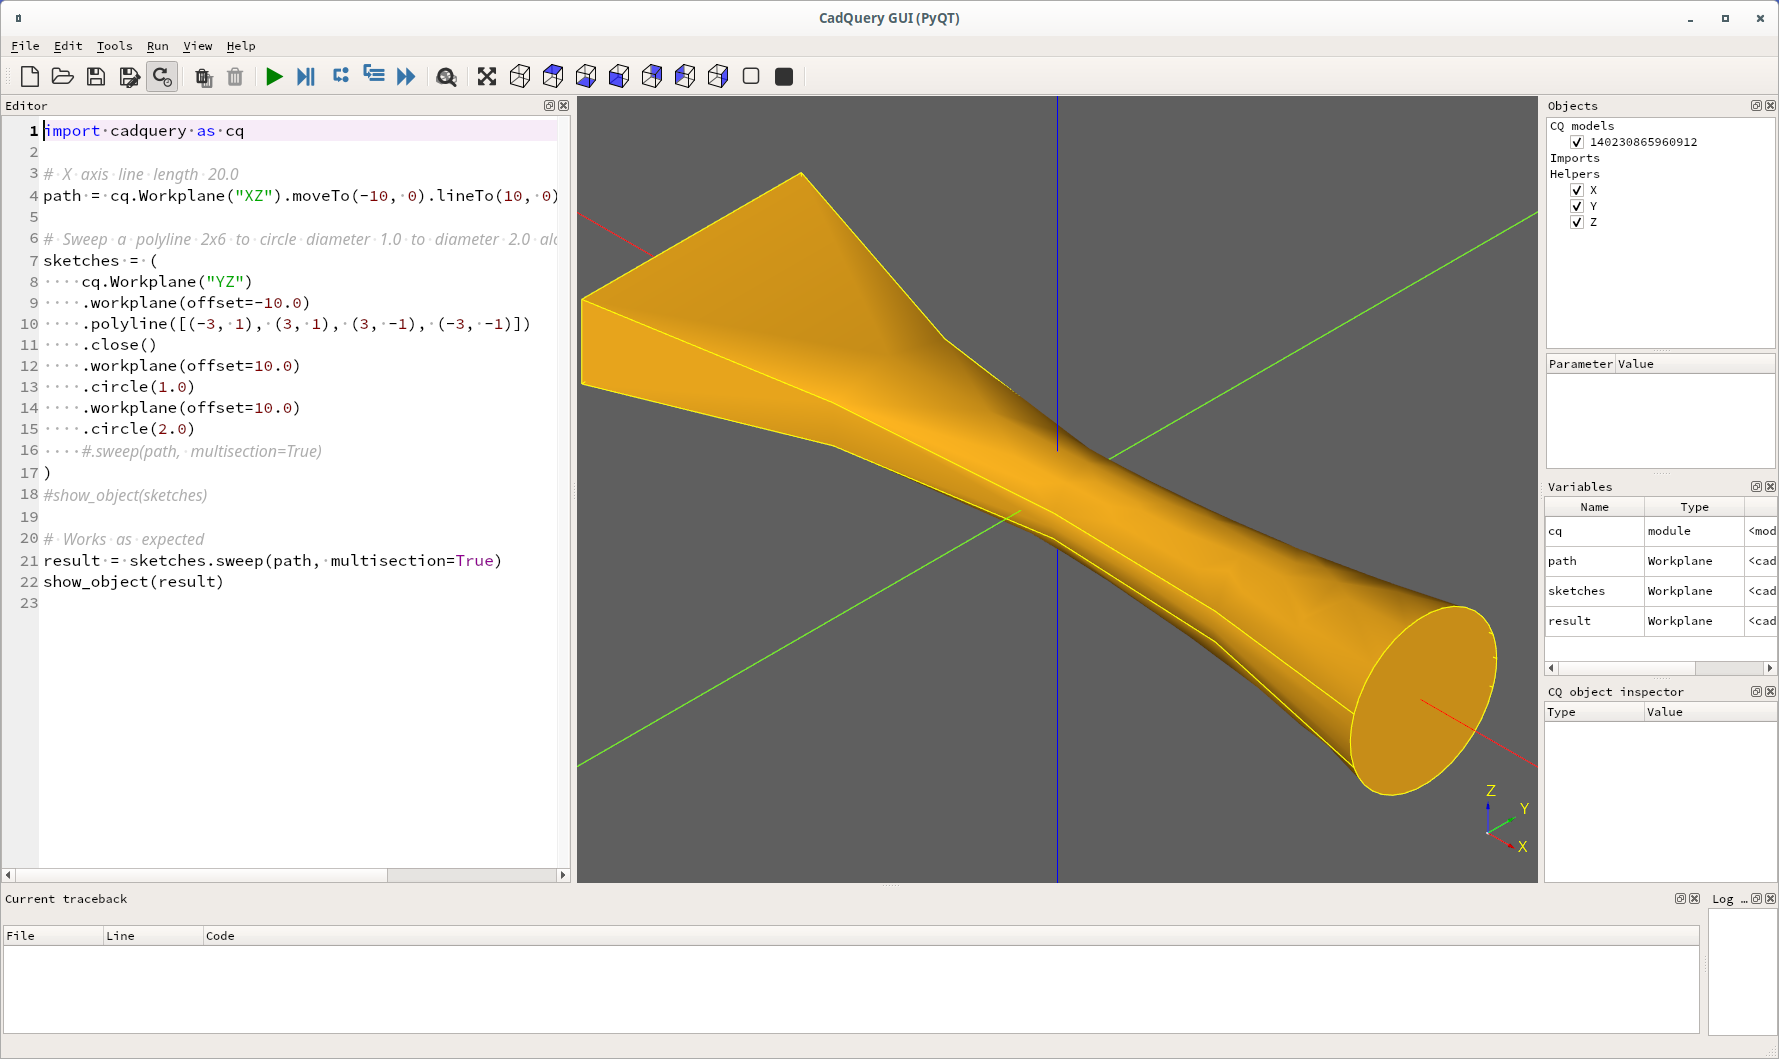 CadQuery GUI (PyQT)
File Edit Tools Run View Help
Editor
1 import cadquery as cq
2
3 # X axis line length 20.0
4 path = cq.Workplane("XZ").moveTo(-10, 0).lineTo(10, 0)
5
6 # Sweep a polyline 2x6 to circle diameter 1.0 to diameter 2.0 alo
7 sketches = (
8 ····cq.Workplane("YZ")
9 ····.workplane(offset=-10.0)
10 ····.polyline([(-3, 1), (3, 1), (3, -1), (-3, -1)])
11 ····.close()
12 ····.workplane(offset=10.0)
13 ····.circle(1.0)
14 ····.workplane(offset=10.0)
15 ····.circle(2.0)
16 ····#.sweep(path, multisection=True)
17 )
18 #show_object(sketches)
19
20 # Works as expected
21 result = sketches.sweep(path, multisection=True)
22 show_object(result)
23
Z
Y
X
Objects
CQ models
140230865960912
Imports
Helpers
X
Y
Z
Parameter Value
Variables
Name Type
cq module <mod
path Workplane <cad
sketches Workplane <cad
result Workplane <cad
CQ object inspector
Type Value
Current traceback
File Line Code
Log …